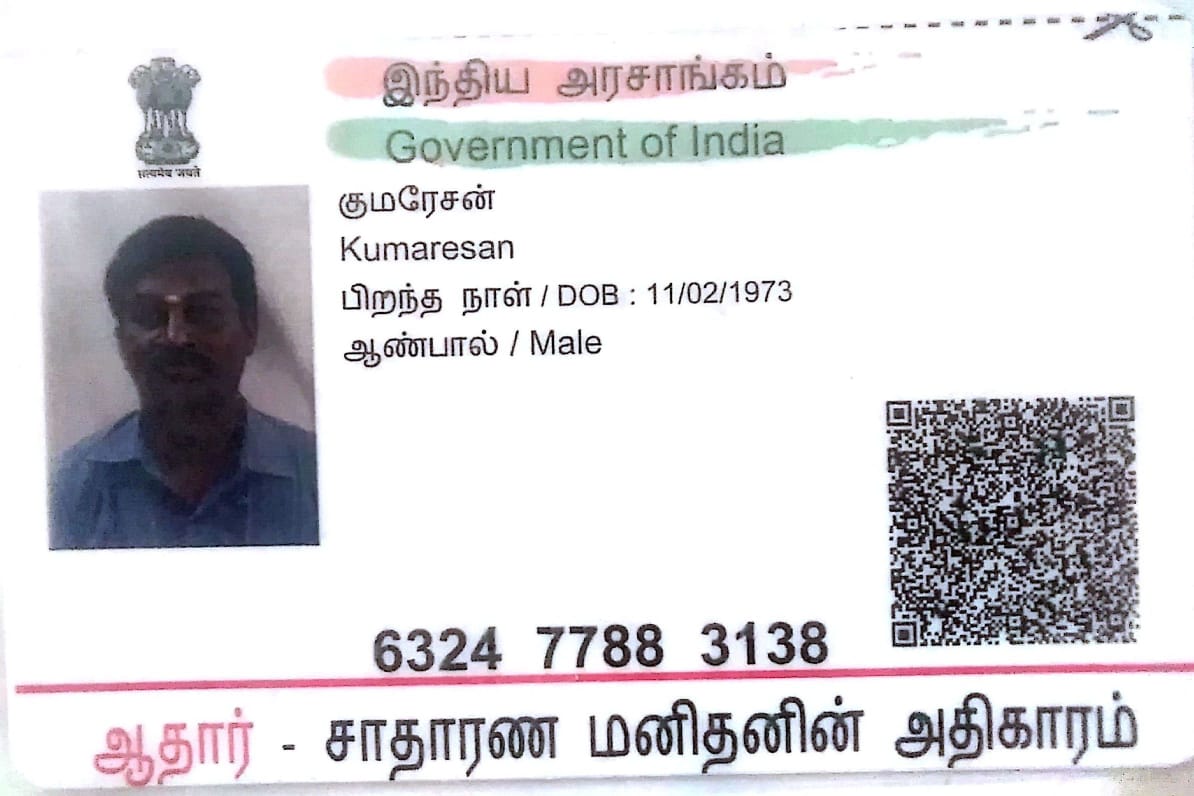 सत्यमेव जयते
இந்திய அரசாங்கம்
Government of India
குமரேசன்
Kumaresan
பிறந்த நாள் / DOB : 11/02/1973
ஆண்பால் / Male
6324 7788 3138
ஆதார் - சாதாரண மனிதனின் அதிகாரம்